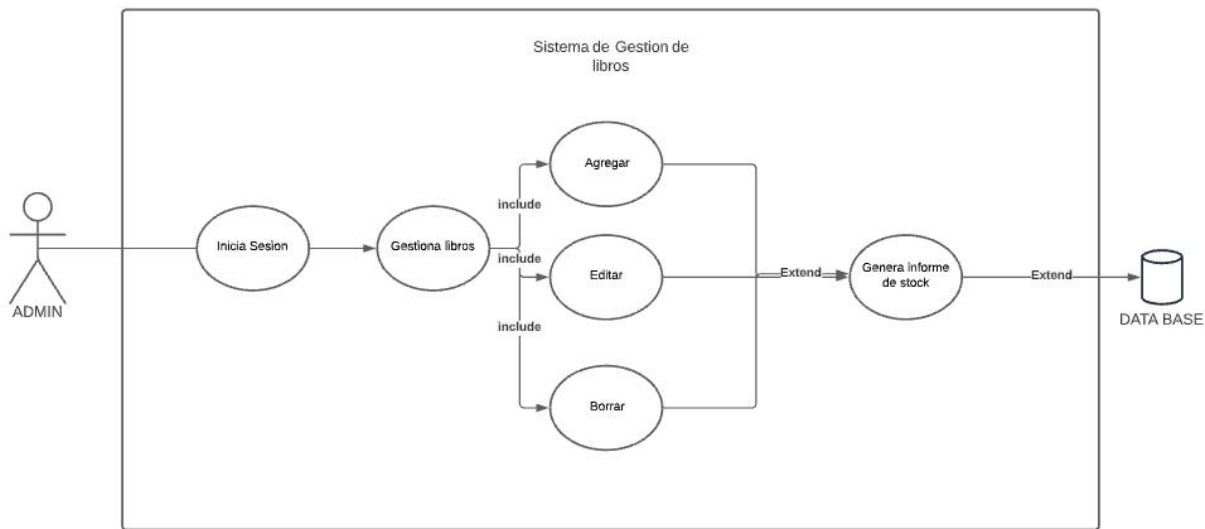 Sistema de Gestion de
libros
Agregar
include
Inicia Sesion
Gestiona libros
include
Editar
Extend
Genera informe
de stock
Extend
ADMIN
DATA BASE
include
Borrar